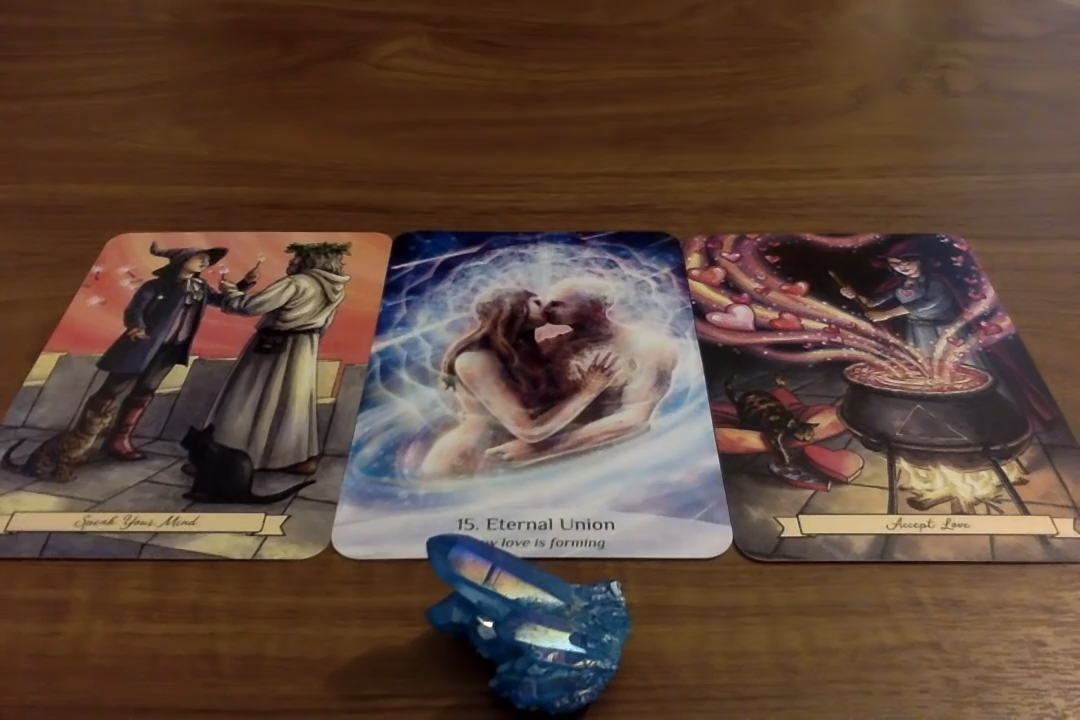 Speak Your Mind
15. Eternal Union
love is forming
Accept Love